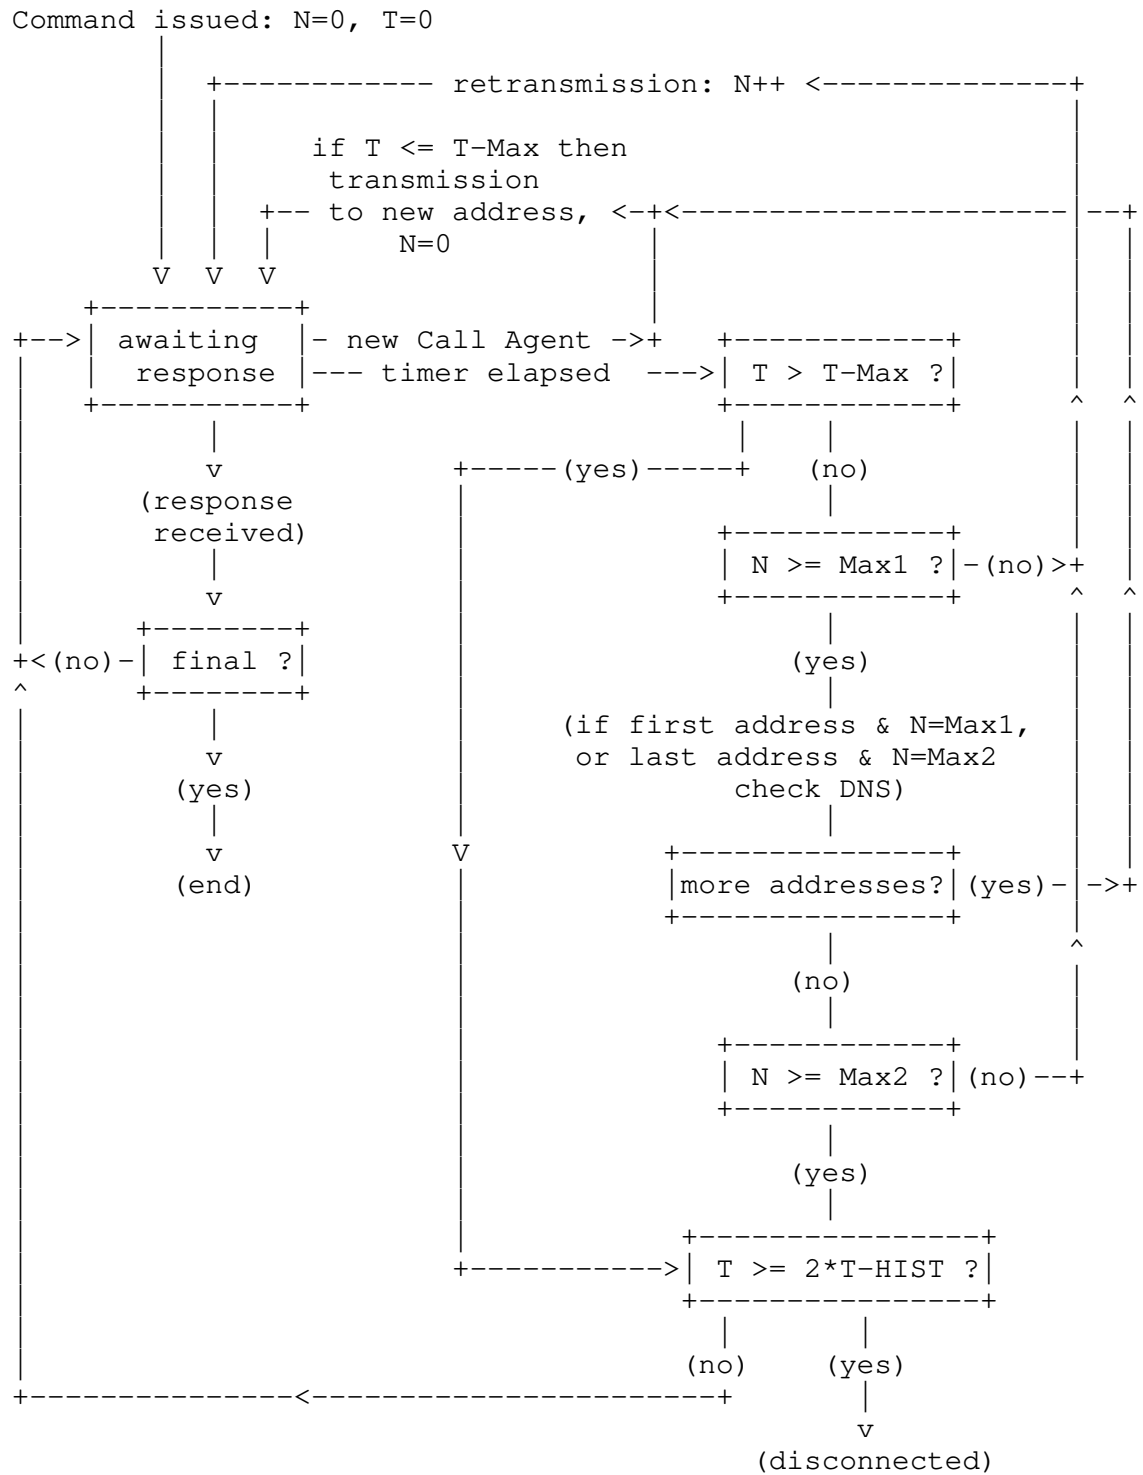 Command issued: N=0, T=0
retransmission: N++
if T <= T-Max then
transmission
to new address,
N=0
awaiting
response
new Call Agent
timer elapsed
T > T-Max ?
(yes)
(no)
(response
received)
N >= Max1 ?
(no)
final ?
(no)
(yes)
(if first address & N=Max1,
or last address & N=Max2
check DNS)
(yes)
(end)
more addresses?
(yes)
(no)
N >= Max2 ?
(no)
(yes)
T >= 2*T-HIST ?
(no)
(yes)
(disconnected)